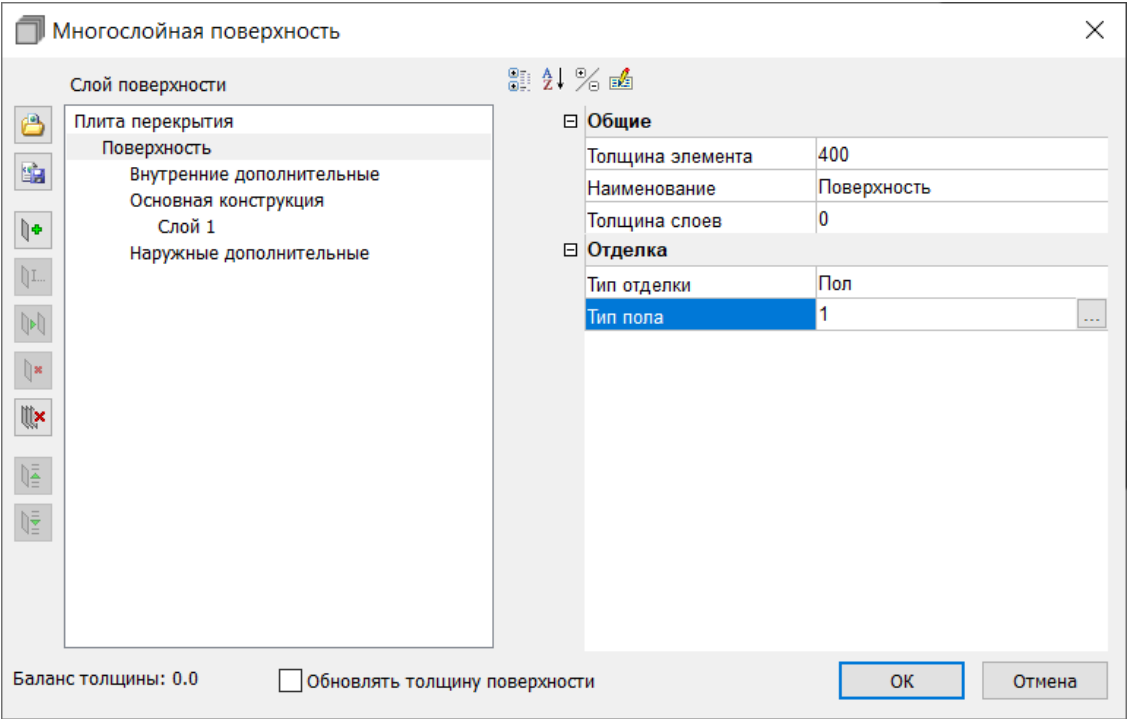 Многослойная поверхность
Слой поверхности
Плита перекрытия
Поверхность
Внутренние дополнительные
Основная конструкция
Слой 1
Наружные дополнительные
Общие
Толщина элемента 400
Наименование Поверхность
Толщина слоев 0
Отделка
Тип отделки Пол
Тип пола 1 ...
Баланс толщины: 0.0
Обновлять толщину поверхности
ОК
Отмена